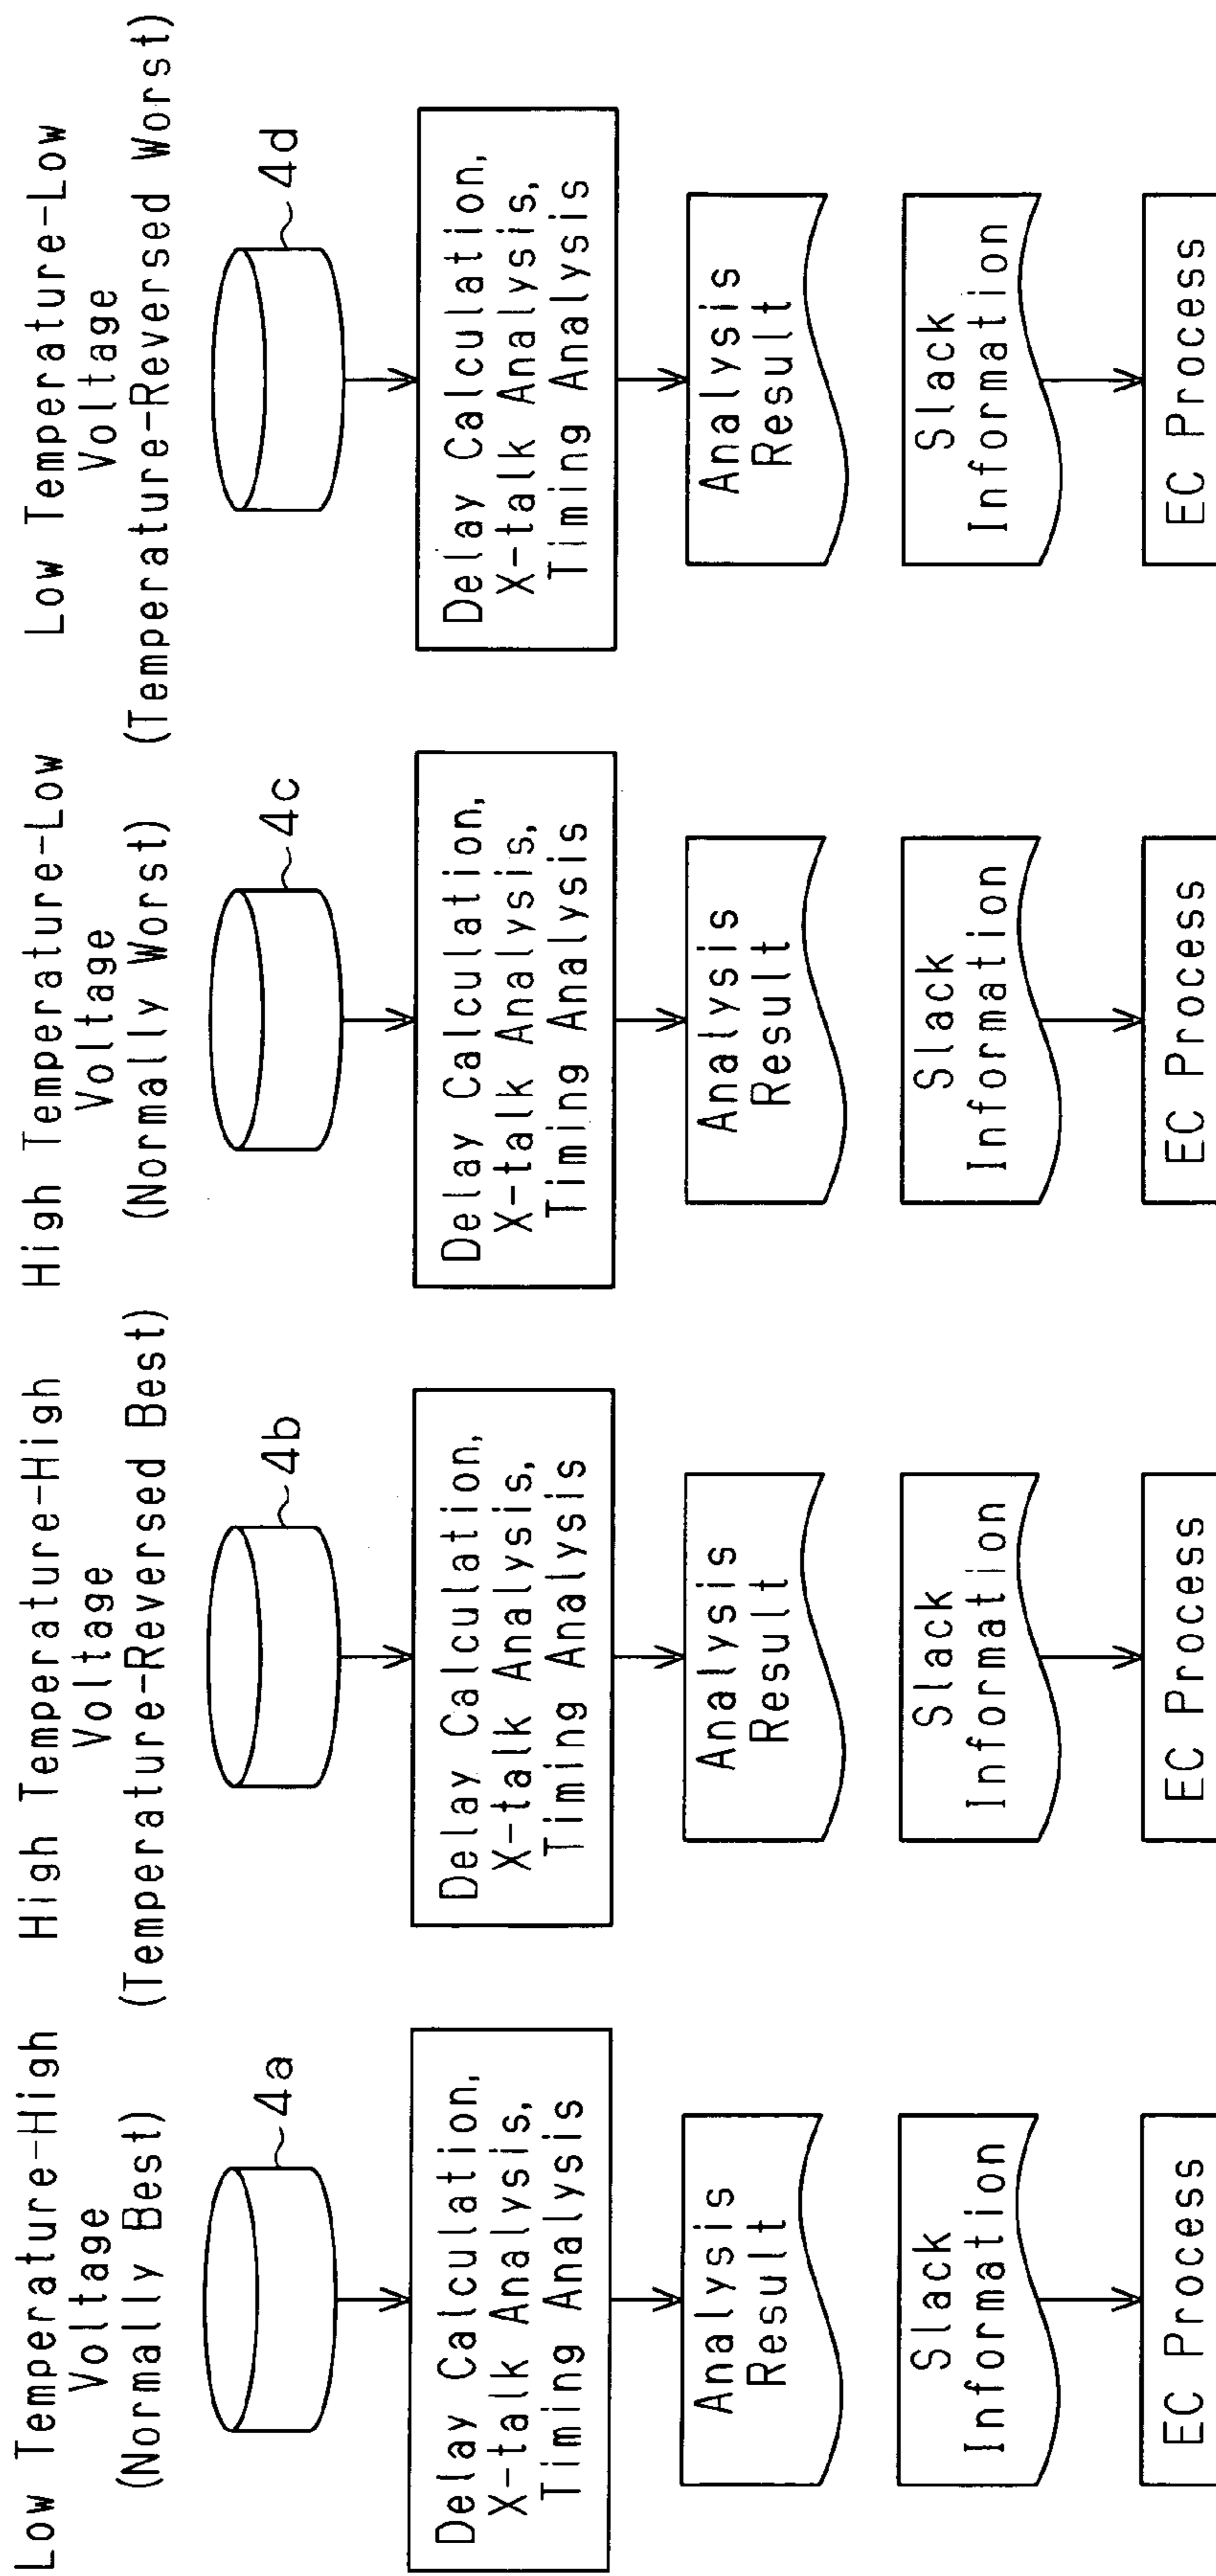 Low Temperature-High
Voltage
(Normally Best)
4a
Delay Calculation,
X-talk Analysis,
Timing Analysis
Analysis
Result
Slack
Information
EC Process
High Temperature-High
Voltage
(Temperature-Reversed Best)
4b
Delay Calculation,
X-talk Analysis,
Timing Analysis
Analysis
Result
Slack
Information
EC Process
High Temperature-Low
Voltage
(Normally Worst)
4c
Delay Calculation,
X-talk Analysis,
Timing Analysis
Analysis
Result
Slack
Information
EC Process
Low Temperature-Low
Voltage
(Temperature-Reversed Worst)
4d
Delay Calculation,
X-talk Analysis,
Timing Analysis
Analysis
Result
Slack
Information
EC Process